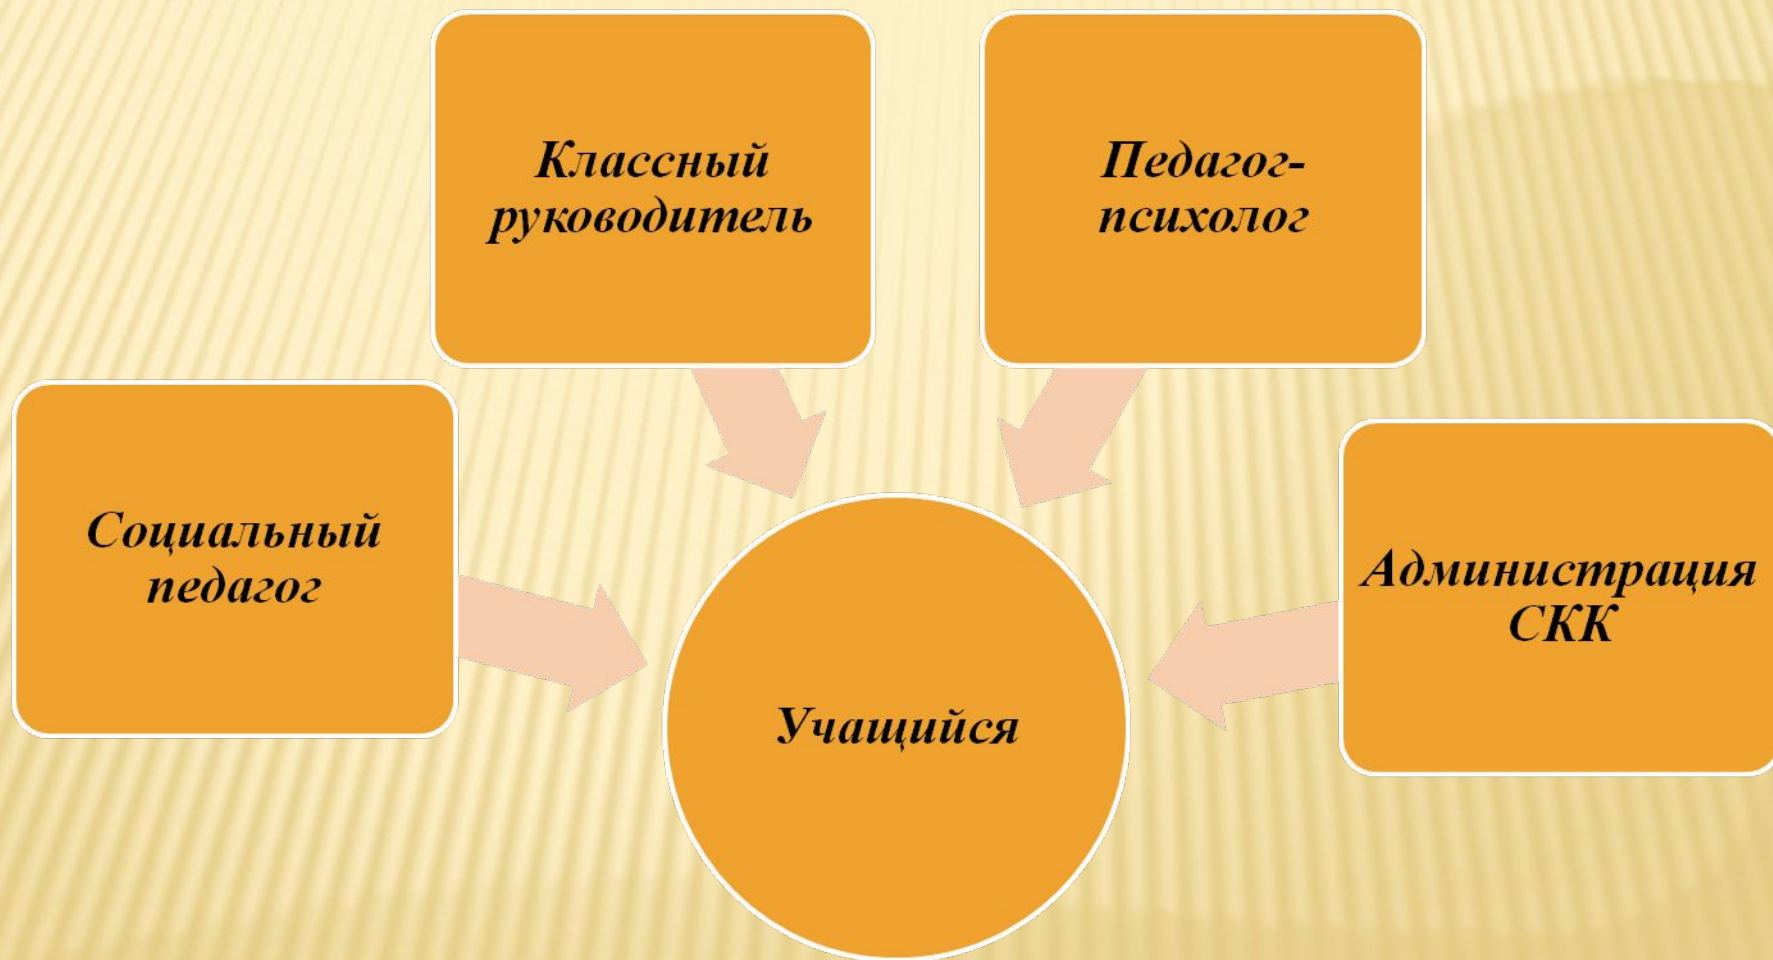 Классный
руководитель
Педагог-
психолог
Социальный
педагог
Администрация
СКК
Учащийся